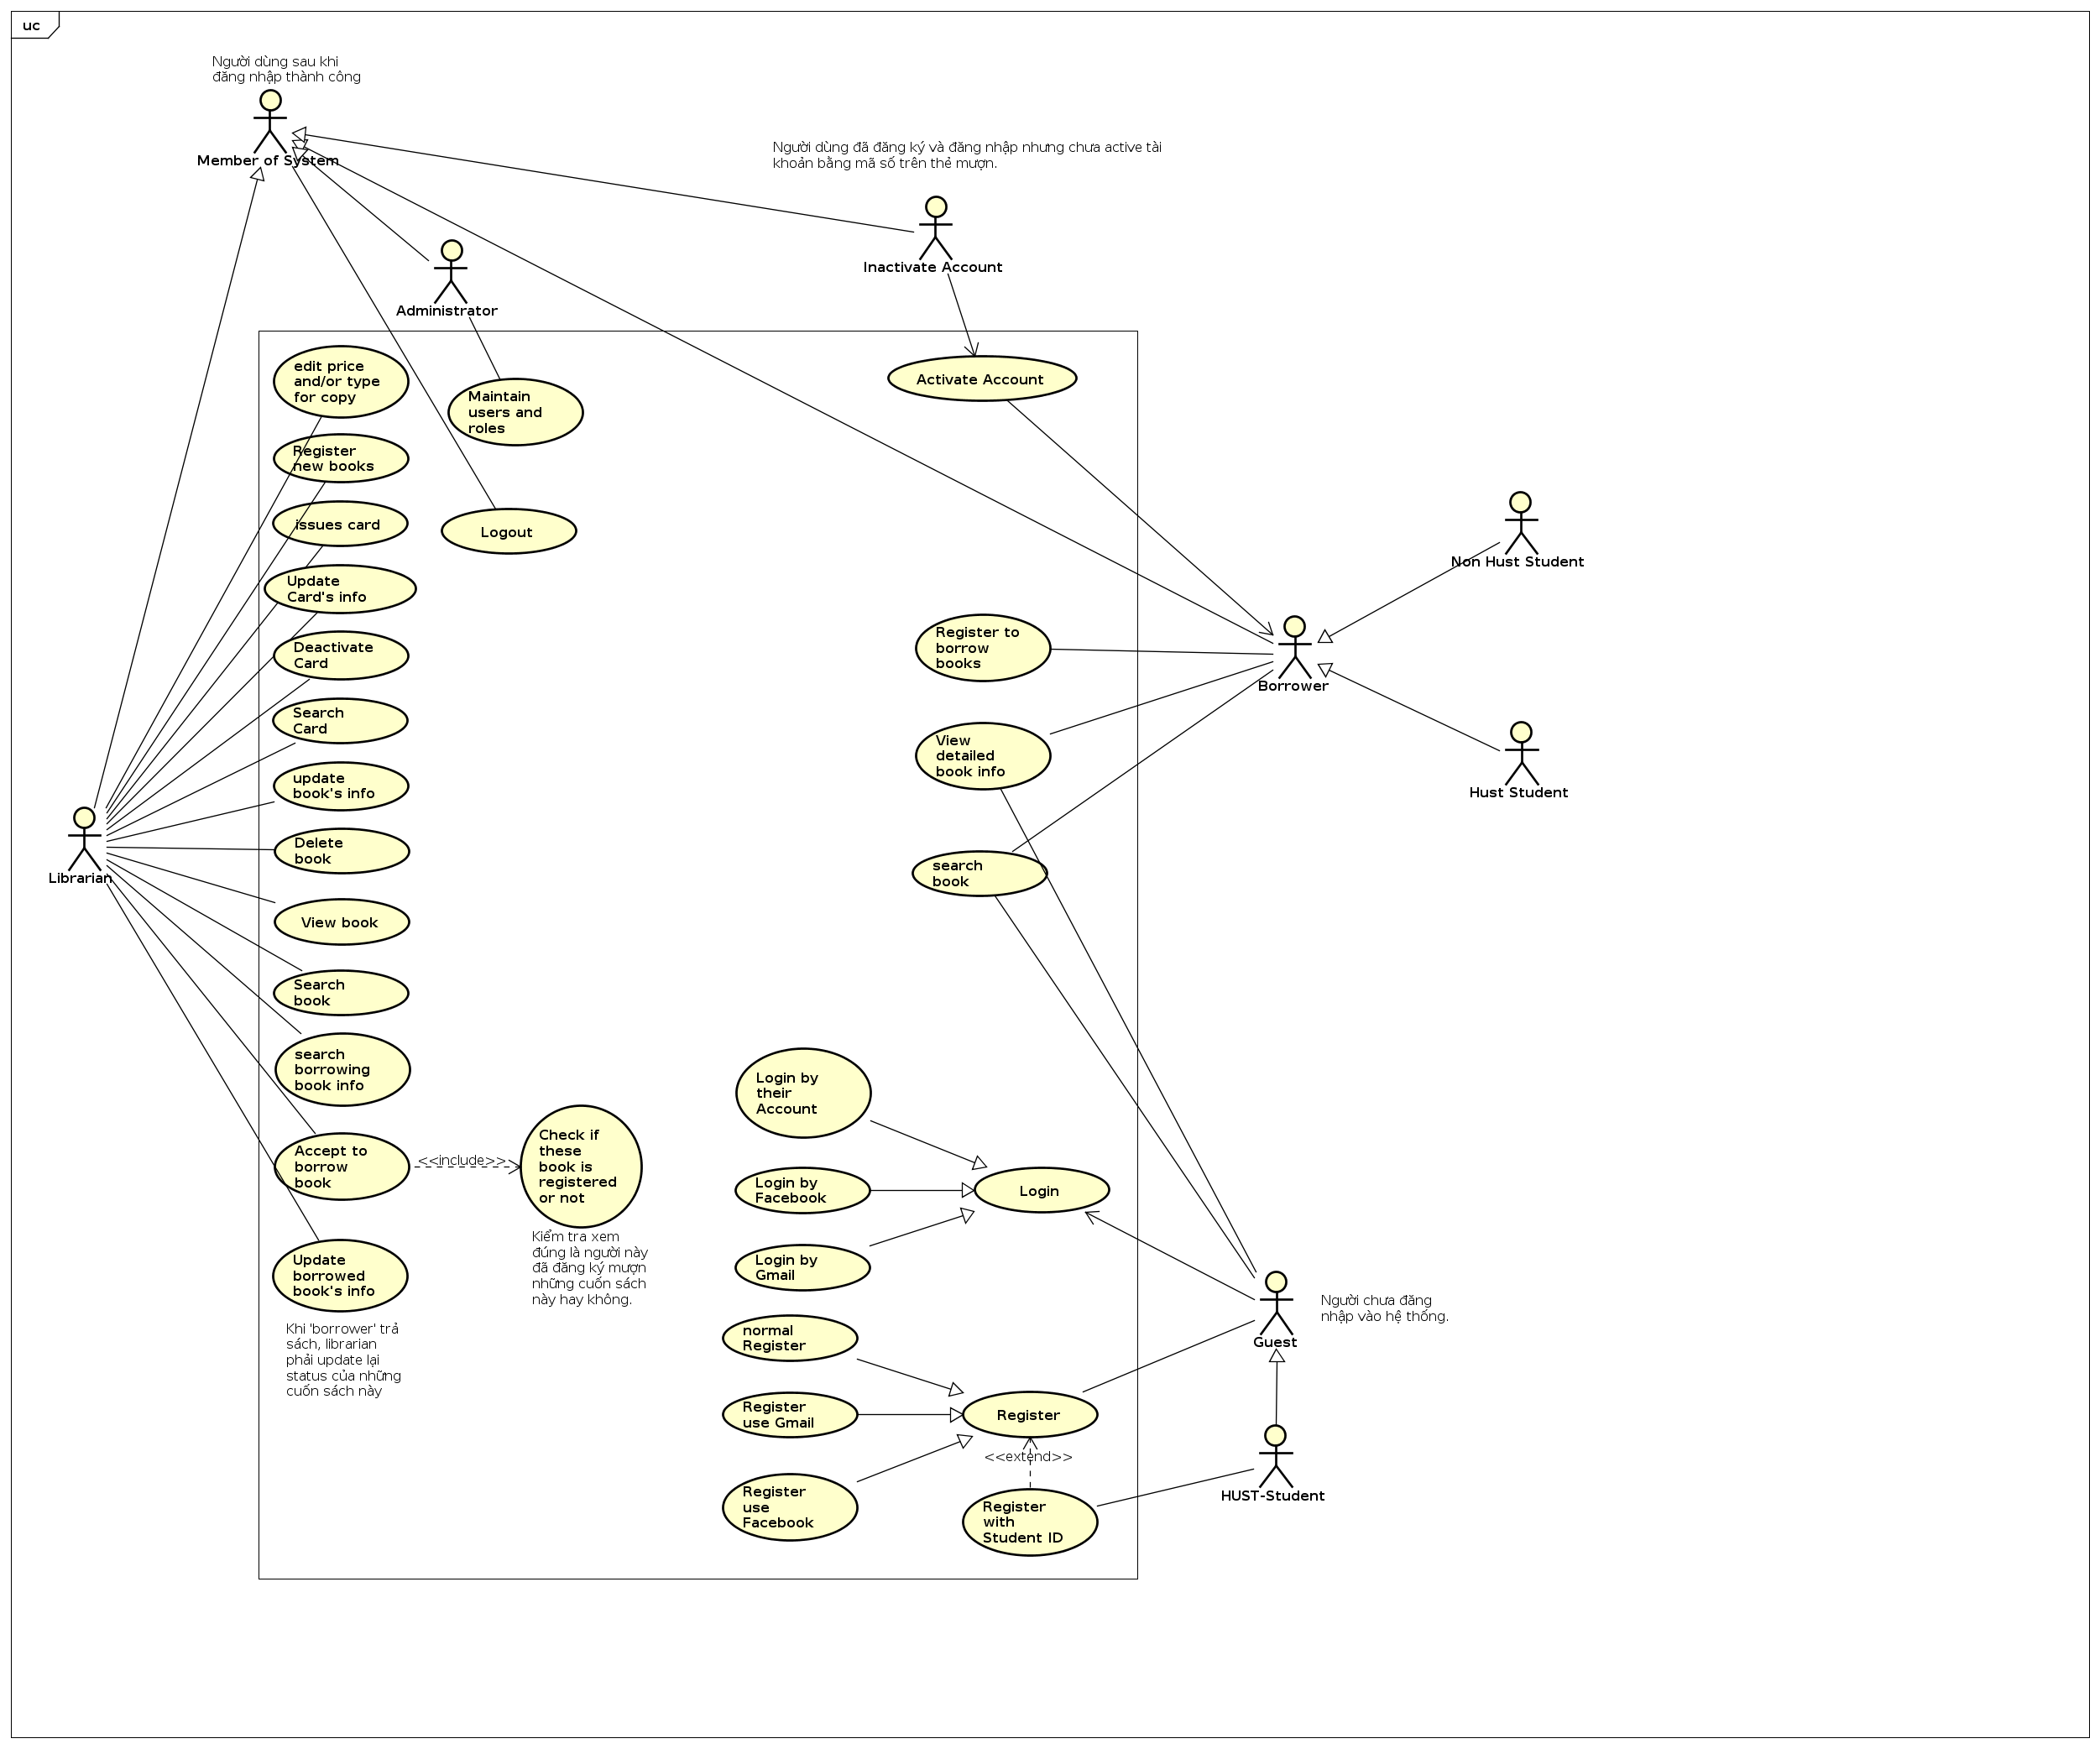 uc
Người dùng sau khi
đăng nhập thành công
Member of System
Người dùng đã đăng ký và đăng nhập nhưng chưa active tài
khoản bằng mã số trên thẻ mượn.
Inactivate Account
Administrator
edit price
and/or type
for copy
Maintain
users and
roles
Activate Account
Register
new books
issues card
Logout
Non Hust Student
Update
Card's info
Deactivate
Card
Register to
borrow
books
Borrower
Search
Card
View
detailed
book info
update
book's info
Hust Student
Delete
book
Librarian
search
book
View book
Search
book
search
borrowing
book info
Login by
their
Account
Accept to
borrow
book
<<include>>
Check if
these
book is
registered
or not
Login by
Facebook
Login
Kiểm tra xem
đúng là người này
đã đăng ký mượn
những cuốn sách
này hay không.
Login by
Gmail
Update
borrowed
book's info
Người chưa đăng
nhập vào hệ thống.
Guest
Khi 'borrower' trả
sách, librarian
phải update lại
status của những
cuốn sách này
normal
Register
Register
use Gmail
Register
<<extend>>
HUST-Student
Register
use
Facebook
Register
with
Student ID